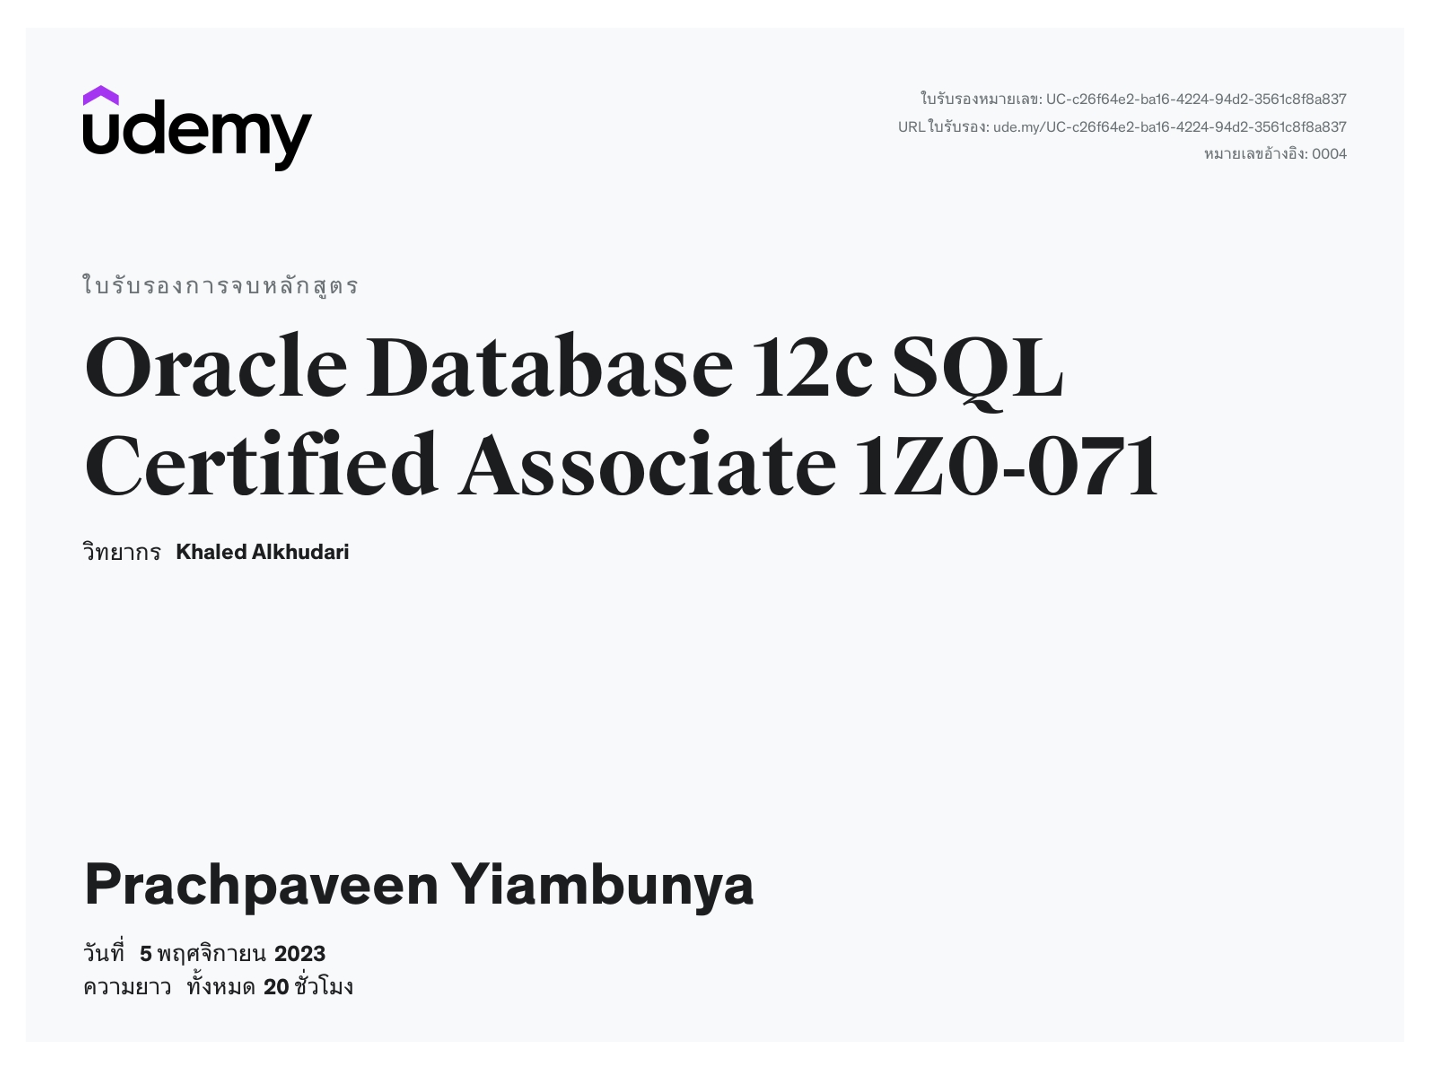 udemy
ใบรับรองหมายเลข: UC-c26f64e2-ba16-4224-94d2-3561c8f8a837
URL ใบรับรอง: ude.my/UC-c26f64e2-ba16-4224-94d2-3561c8f8a837
หมายเลขอ้างอิง: 0004
ใบรับรองการจบหลักสูตร
Oracle Database 12c SQL
Certified Associate 1Z0-071
วิทยากร Khaled Alkhudari
Prachpaveen Yiambunya
วันที่ 5 พฤศจิกายน 2023
ความยาว ทั้งหมด 20 ชั่วโมง